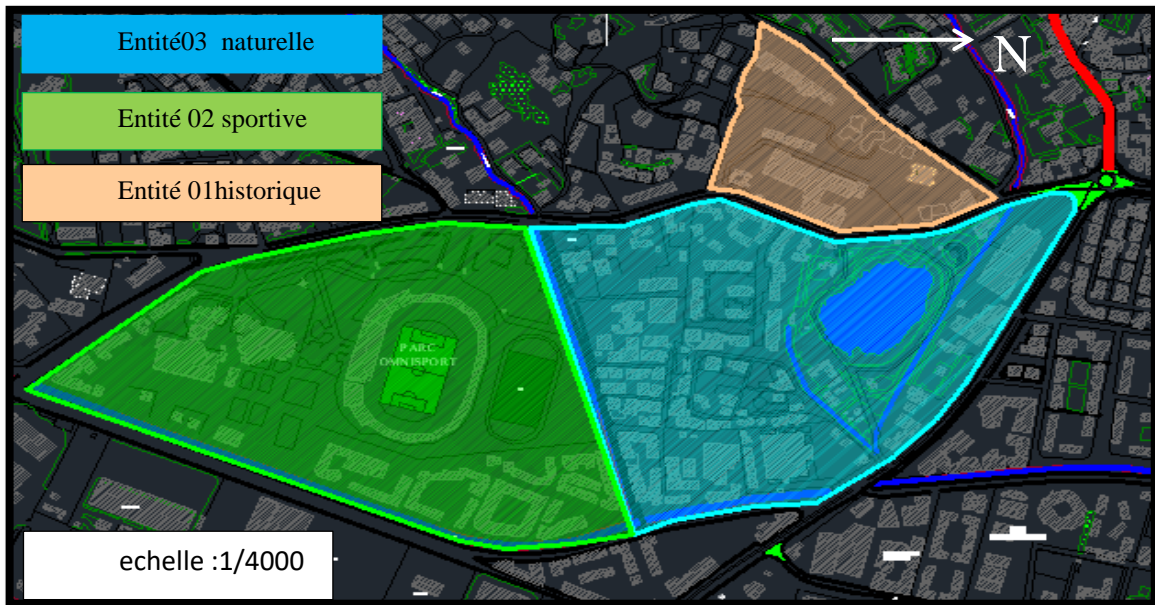 Entité03 naturelle
Entité 02 sportive
Entité 01historique
N
PARC
OMNISPORT
echelle :1/4000